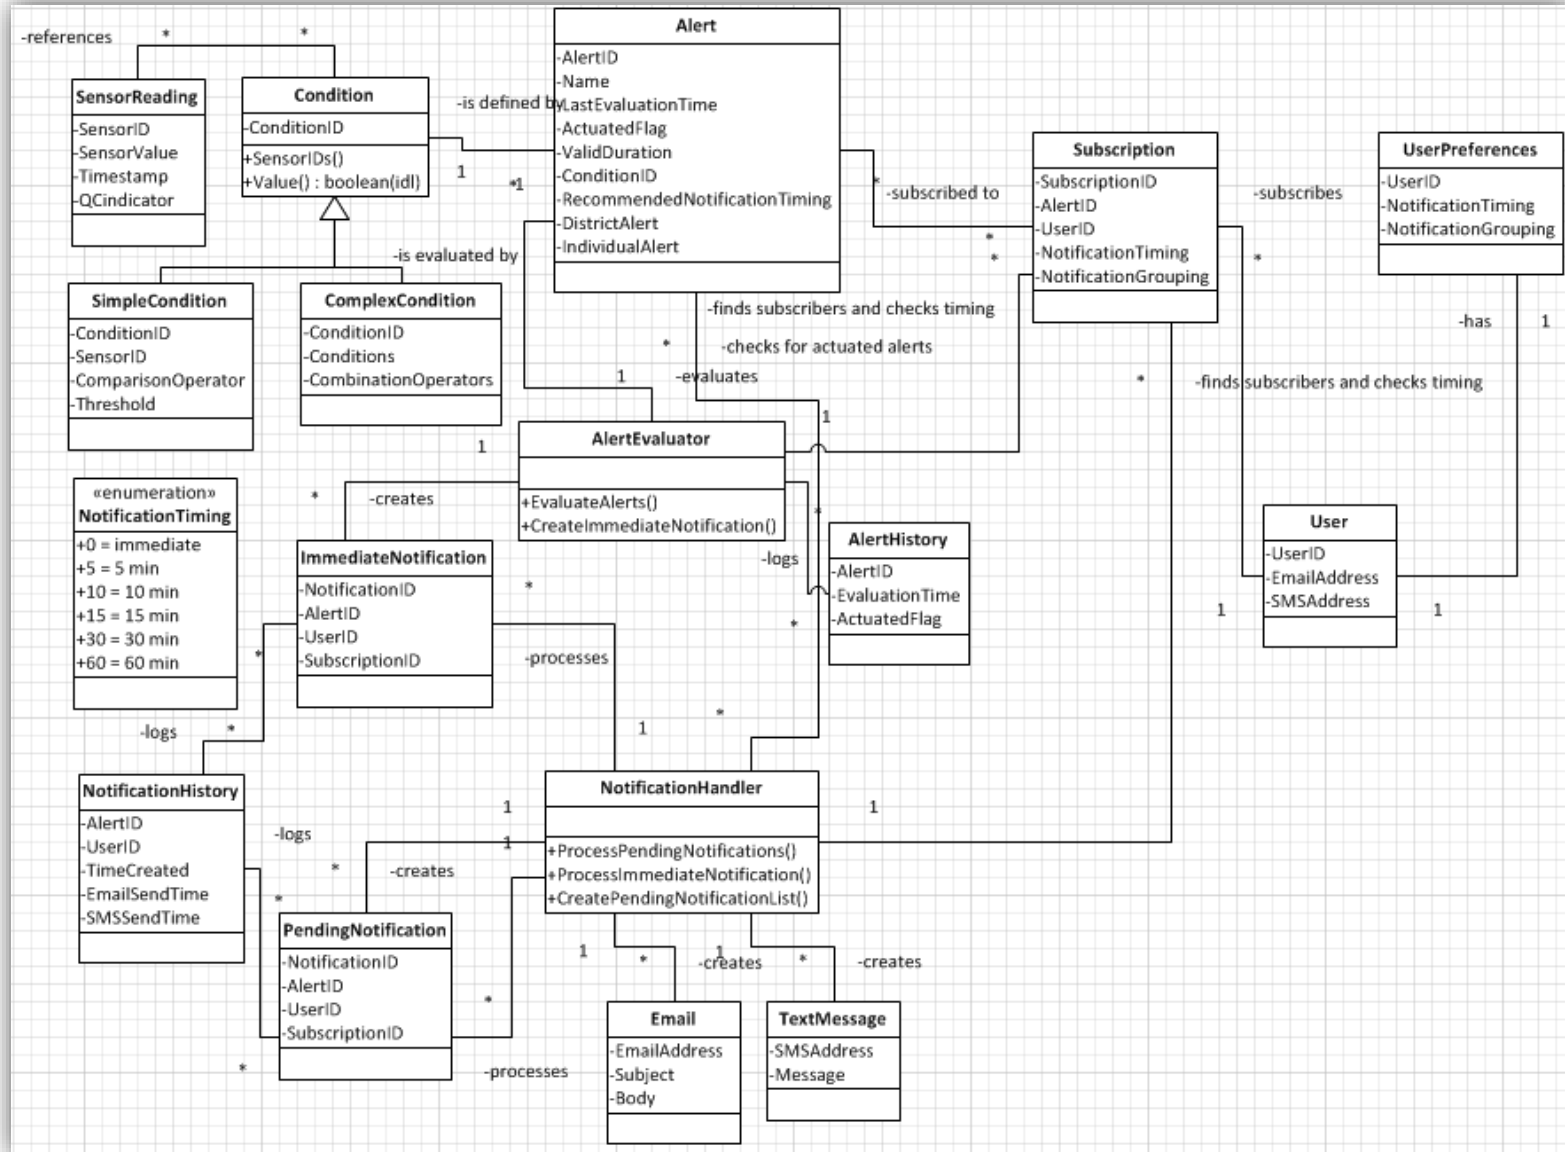 -references
*
*
SensorReading
-SensorID
-SensorValue
-Timestamp
-QCindicator
Condition
-ConditionID
+SensorIDs()
+Value() : boolean(idl)
-is defined by
1
*
1
Alert
-AlertID
-Name
-LastEvaluationTime
-ActuatedFlag
-ValidDuration
-ConditionID
-RecommendedNotificationTiming
-DistrictAlert
-IndividualAlert
*
-subscribed to
*
*
Subscription
-SubscriptionID
-AlertID
-UserID
-NotificationTiming
-NotificationGrouping
-subscribes
*
UserPreferences
-UserID
-NotificationTiming
-NotificationGrouping
-has
1
-is evaluated by
SimpleCondition
-ConditionID
-SensorID
-ComparisonOperator
-Threshold
ComplexCondition
-ConditionID
-Conditions
-CombinationOperators
-finds subscribers and checks timing
*
-checks for actuated alerts
1
-evaluates
*
-finds subscribers and checks timing
1
1
AlertEvaluator
+EvaluateAlerts()
+CreateImmediateNotification()
«enumeration»
NotificationTiming
+0 = immediate
+5 = 5 min
+10 = 10 min
+15 = 15 min
+30 = 30 min
+60 = 60 min
*
-creates
ImmediateNotification
-NotificationID
-AlertID
-UserID
-SubscriptionID
*
-processes
*
-logs
*
AlertHistory
-AlertID
-EvaluationTime
-ActuatedFlag
User
-UserID
-EmailAddress
-SMSAddress
1
1
*
-logs
*
1
*
NotificationHistory
-AlertID
-UserID
-TimeCreated
-EmailSendTime
-SMSSendTime
-logs
*
*
-creates
1
1
NotificationHandler
+ProcessPendingNotifications()
+ProcessImmediateNotification()
+CreatePendingNotificationList()
1
PendingNotification
-NotificationID
-AlertID
-UserID
-SubscriptionID
*
*
-processes
1
*
1
-creates
*
-creates
Email
-EmailAddress
-Subject
-Body
TextMessage
-SMSAddress
-Message